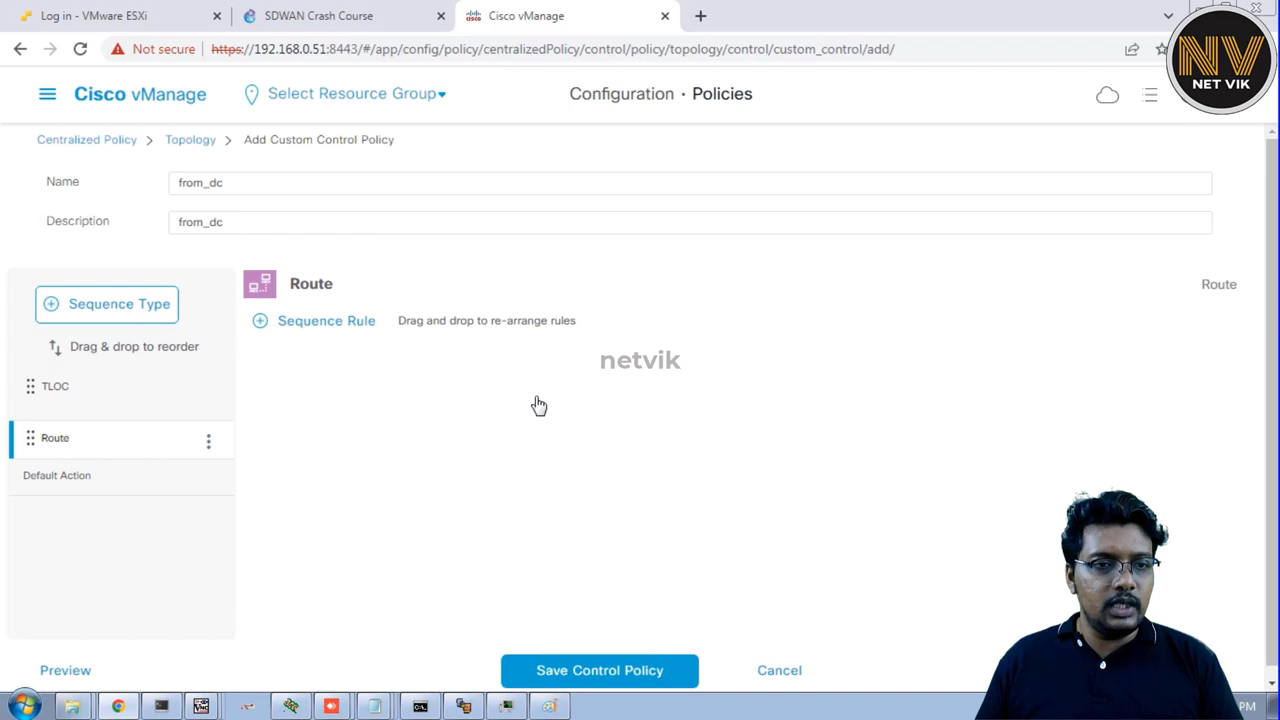 Log in - VMware ESXi
SDWAN Crash Course
Cisco vManage
NV
NET VIK
Not secure https://192.168.0.51:8443/#/app/config/policy/centralizedPolicy/control/policy/topology/control/custom_control/add/
Cisco vManage
Select Resource Group
Configuration · Policies
Centralized Policy > Topology > Add Custom Control Policy
Name from_dc
Description from_dc
Sequence Type
Route
Route
Sequence Rule
Drag and drop to re-arrange rules
Drag & drop to reorder
netvik
TLOC
Route
Default Action
Preview
Save Control Policy
Cancel
PM